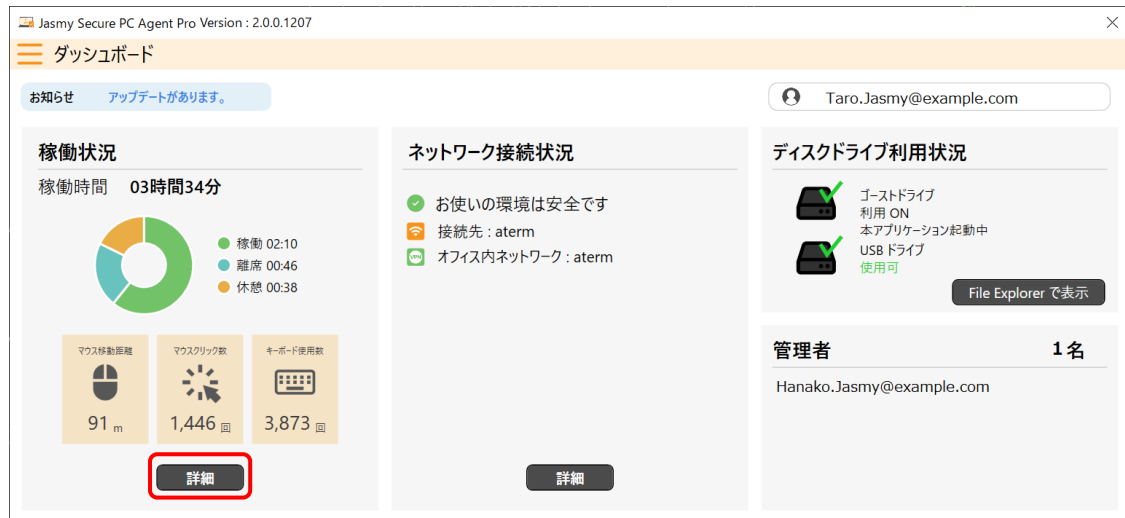 Jasmy Secure PC Agent Pro Version : 2.0.0.1207
ダッシュボード
お知らせ アップデートがあります。
Taro.Jasmy@example.com
稼働状況
稼働時間 03時間34分
稼働 02:10
離席 00:46
休憩 00:38
マウス移動距離
91 m
マウスクリック数
1,446 回
キーボード使用数
3,873 回
詳細
ネットワーク接続状況
お使いの環境は安全です
接続先 : aterm
VPN
オフィス内ネットワーク : aterm
詳細
ディスクドライブ利用状況
ゴーストドライブ
利用 ON
本アプリケーション起動中
USB ドライブ
使用可
File Explorer で表示
管理者 1名
Hanako.Jasmy@example.com